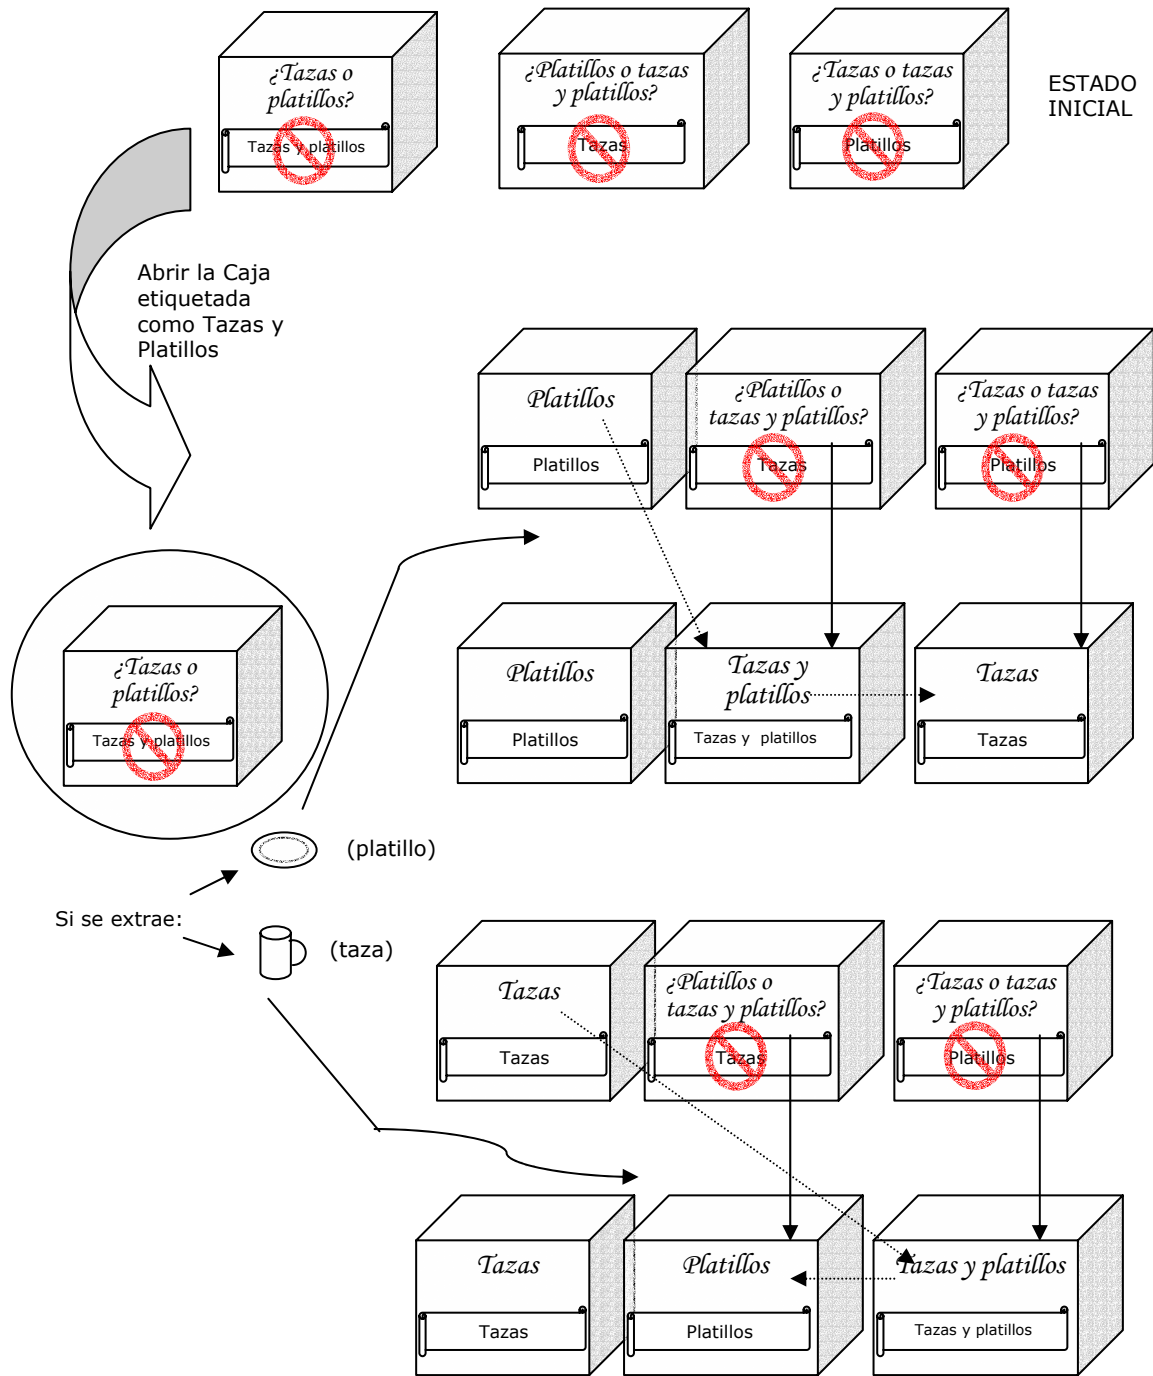 ¿Tazas o
platillos?
Tazas y platillos
¿Platillos o tazas
y platillos?
Tazas
¿Tazas o tazas
y platillos?
Platillos
ESTADO
INICIAL
Abrir la Caja
etiquetada
como Tazas y
Platillos
Platillos
Platillos
¿Platillos o
tazas y platillos?
Tazas
¿Tazas o tazas
y platillos?
Platillos
¿Tazas o
platillos?
Tazas y platillos
Platillos
Platillos
Tazas y
platillos
Tazas y platillos
Tazas
Tazas
(platillo)
Si se extrae:
(taza)
Tazas
Tazas
¿Platillos o
tazas y platillos?
Tazas
¿Tazas o tazas
y platillos?
Platillos
Tazas
Tazas
Platillos
Platillos
Tazas y platillos
Tazas y platillos